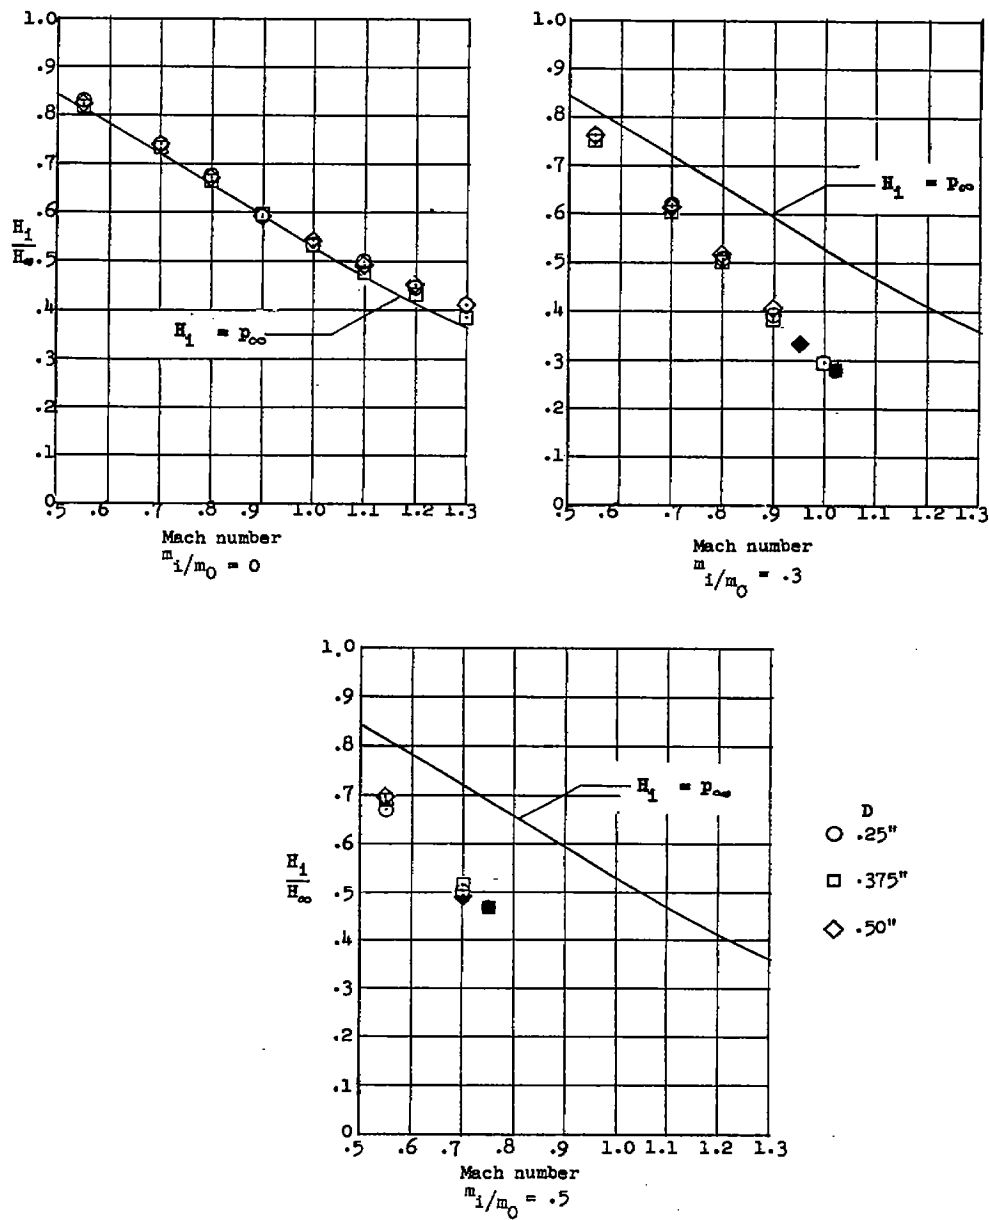 1.0
.9
.8
.7
.6
.5
.4
.3
.2
.1
0
H_i
H_∞
H_i = p_∞
.5 .6 .7 .8 .9 1.0 1.1 1.2 1.3
Mach number
m_i/m_0 = 0
1.0
.9
.8
.7
.6
.5
.4
.3
.2
.1
0
H_i = p_∞
.5 .6 .7 .8 .9 1.0 1.1 1.2 1.3
Mach number
m_i/m_0 = .3
1.0
.9
.8
.7
.6
.5
.4
.3
.2
.1
0
H_i
H_∞
H_i = p_∞
.5 .6 .7 .8 .9 1.0 1.1 1.2 1.3
Mach number
m_i/m_0 = .5
D
.25"
.375"
.50"